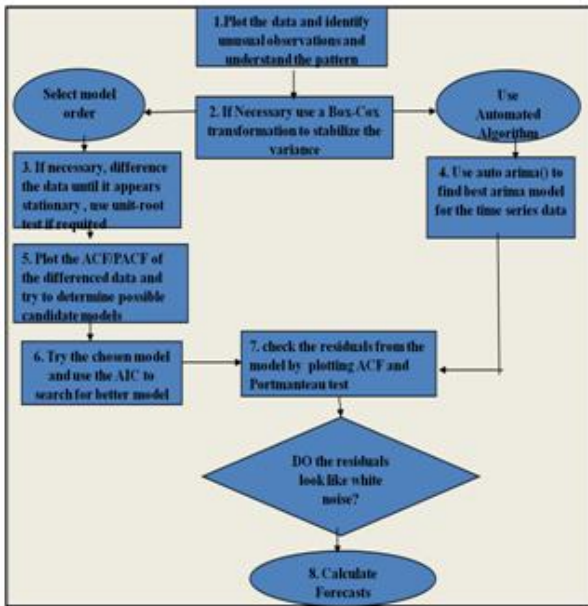 1.Plot the data and identify
unusual observations and
understand the pattern
Select model
order
2. If Necessary use a Box-Cox
transformation to stabilize the
variance
Use
Automated
Algorithm
3. If necessary, difference
the data until it appears
stationary , use unit-root
test if required
4. Use auto arima() to
find best arima model
for the time series data
5. Plot the ACF/PACF of
the differenced data and
try to determine possible
candidate models
6. Try the chosen model
and use the AIC to
search for better model
7. check the residuals from the
model by plotting ACF and
Portmanteau test
DO the residuals
look like white
noise?
8. Calculate
Forecasts